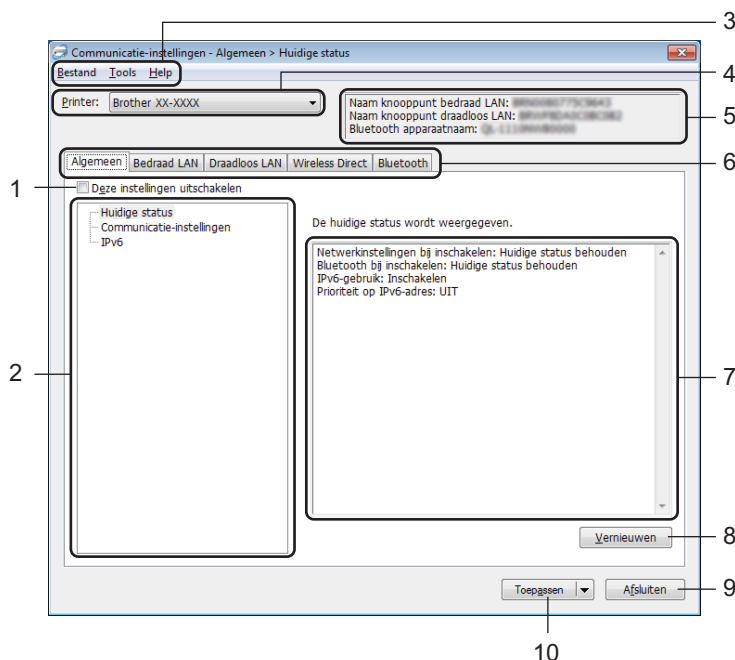 3
Communicatie-instellingen - Algemeen > Huidige status
Bestand Tools Help
4
Printer: Brother XX-XXXX
Naam knooppunt bedraad LAN:
Naam knooppunt draadloos LAN:
Bluetooth apparaatnaam:
5
Algemeen Bedraad LAN Draadloos LAN Wireless Direct Bluetooth
6
1
Deze instellingen uitschakelen
Huidige status
Communicatie-instellingen
IPv6
2
De huidige status wordt weergegeven.
Netwerkinstellingen bij inschakelen: Huidige status behouden
Bluetooth bij inschakelen: Huidige status behouden
IPv6-gebruik: Inschakelen
Prioriteit op IPv6-adres: UIT
7
Vernieuwen
8
Toepassen
Afsluiten
9
10